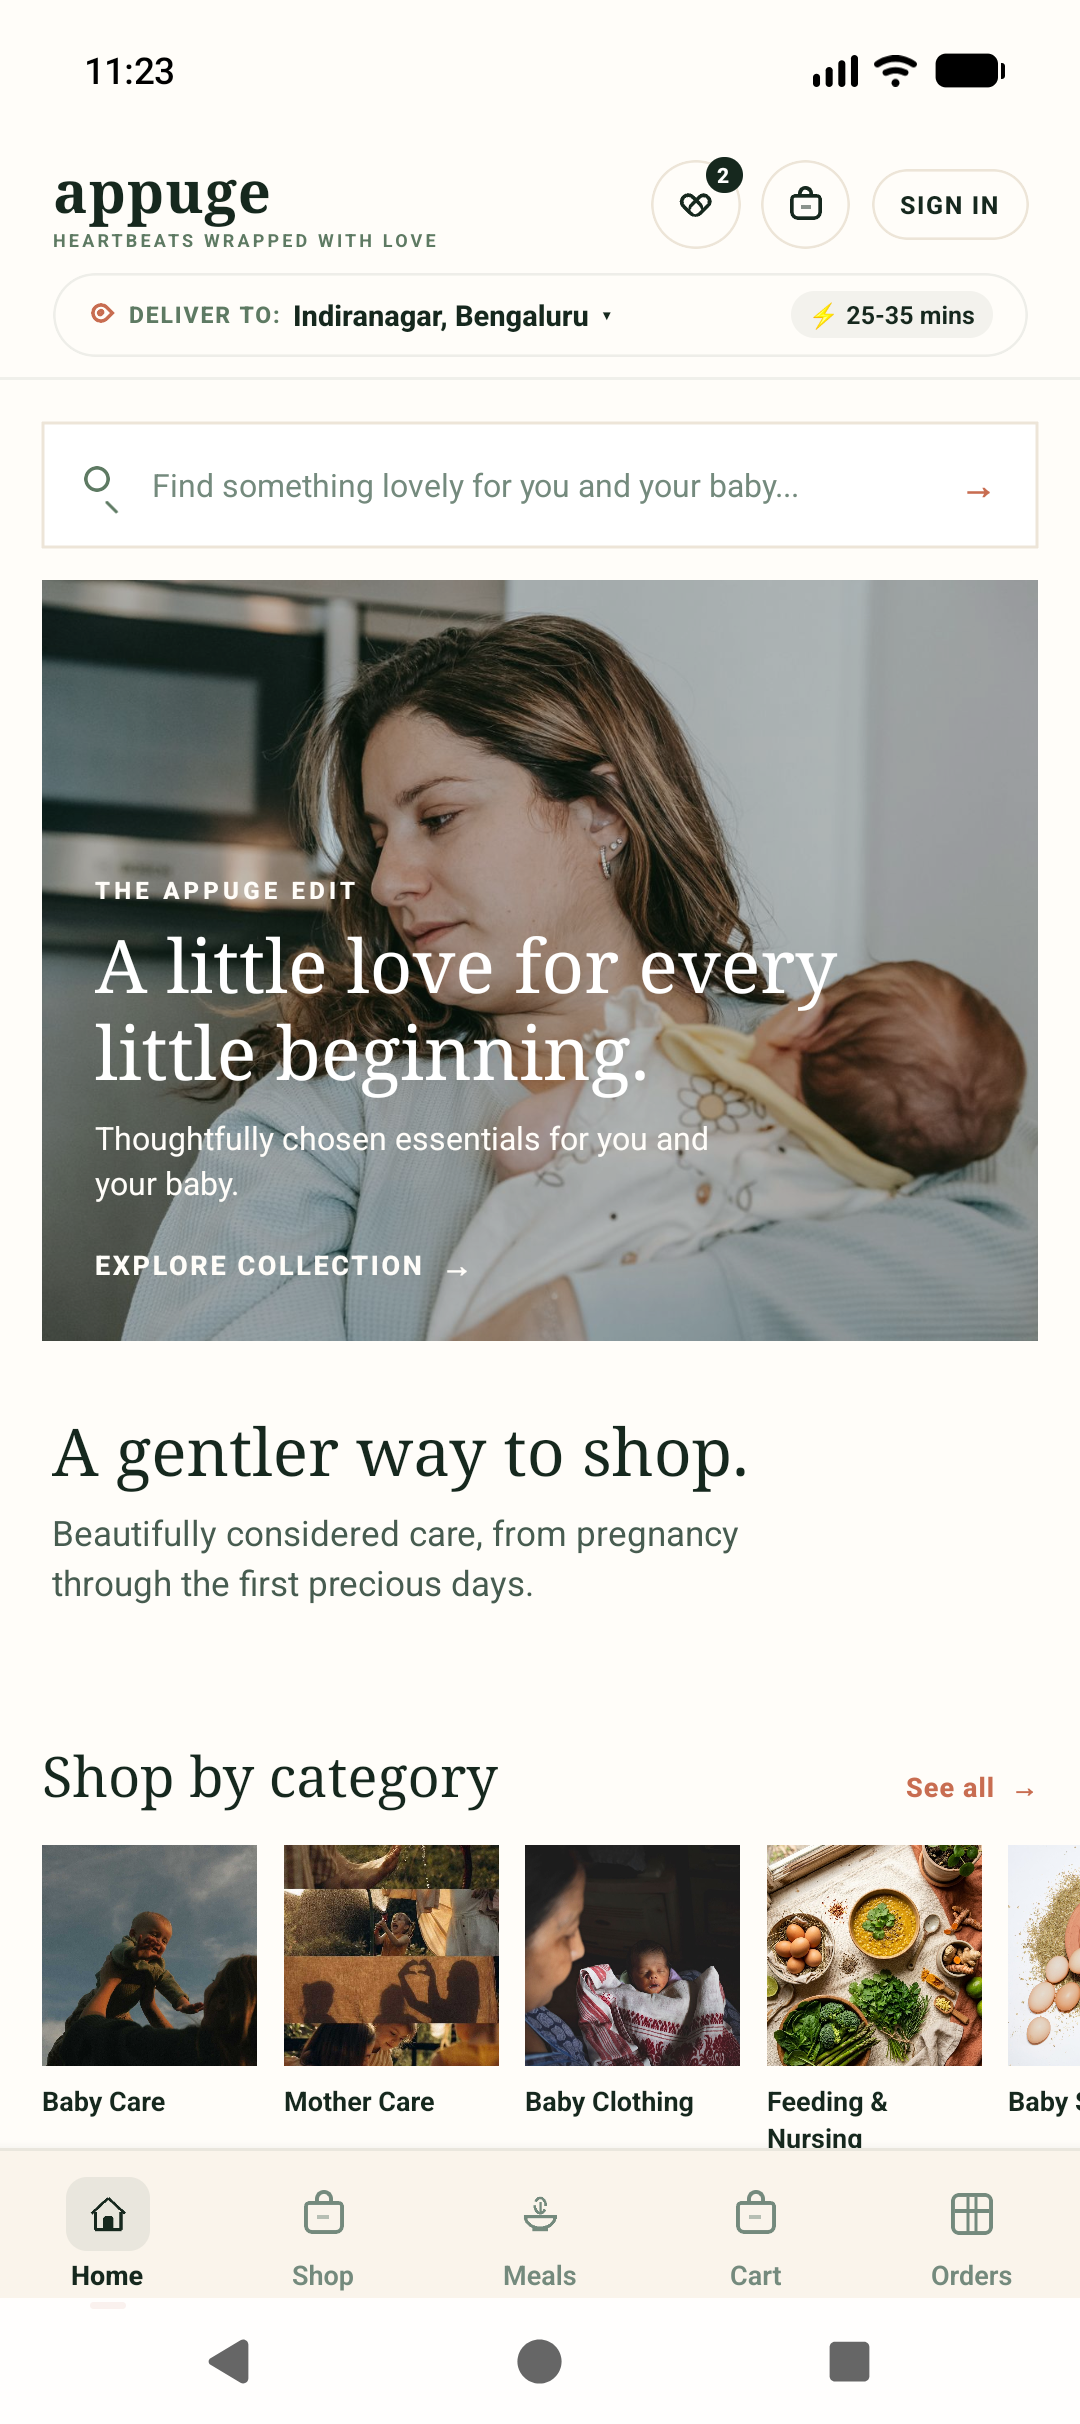 11:23
appuge
2
SIGN IN
HEARTBEATS WRAPPED WITH LOVE
DELIVER TO: Indiranagar, Bengaluru ▾
⚡ 25-35 mins
Find something lovely for you and your baby... →
THE APPUGE EDIT
A little love for every
little beginning.
Thoughtfully chosen essentials for you and
your baby.
EXPLORE COLLECTION →
A gentler way to shop.
Beautifully considered care, from pregnancy
through the first precious days.
Shop by category
See all →
Baby Care
Mother Care
Baby Clothing
Feeding &
Nursing
Baby
Home
Shop
Meals
Cart
Orders